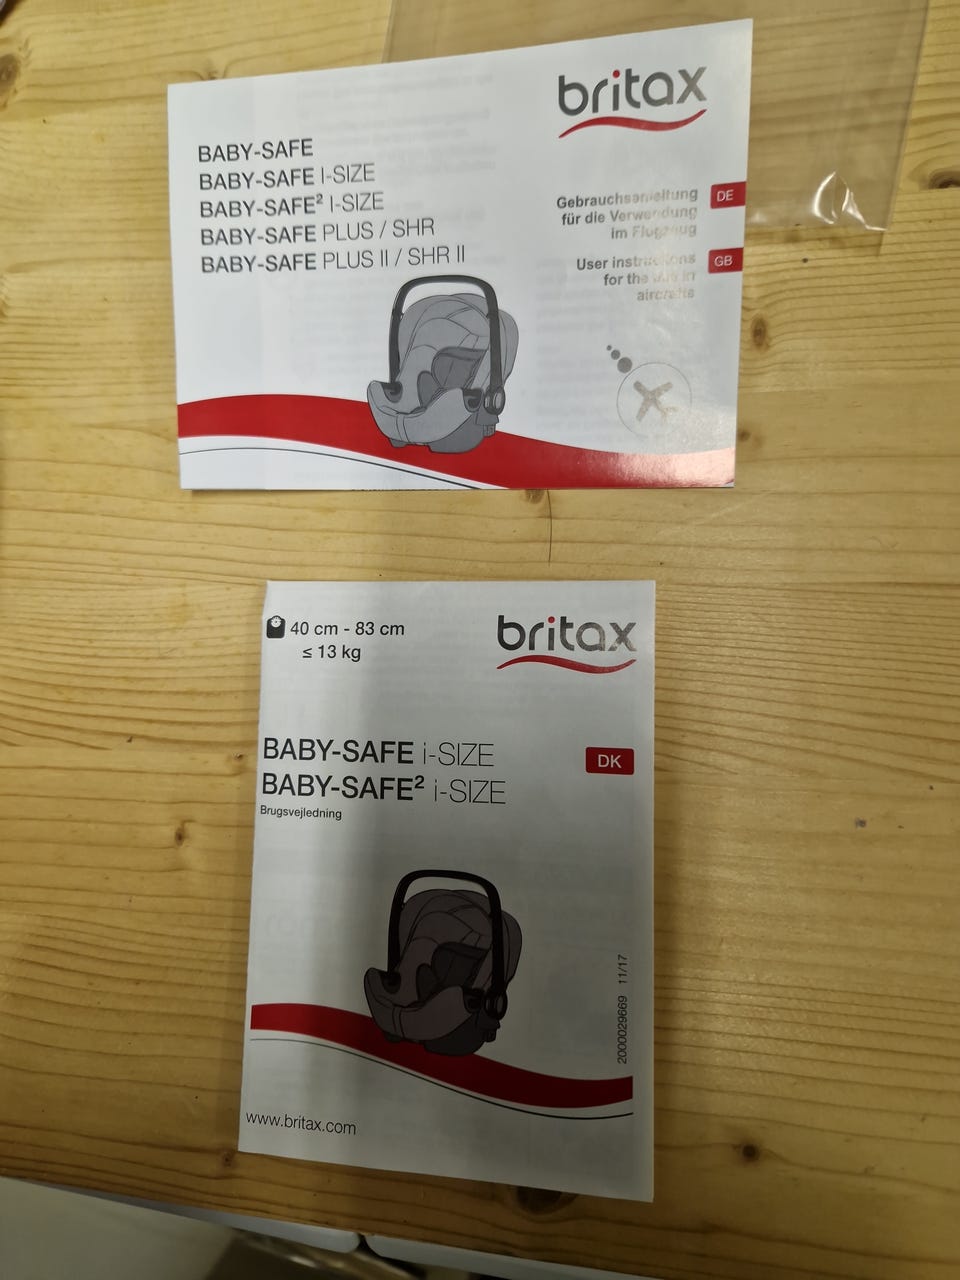 britax
BABY-SAFE
BABY-SAFE I-SIZE
BABY-SAFE² I-SIZE
BABY-SAFE PLUS / SHR
BABY-SAFE PLUS II / SHR II
Gebrauchsanleitung
für die Verwendung
im Flugzeug
DE
User instructions
for the use in
aircrafts
GB
40 cm - 83 cm
≤ 13 kg
britax
BABY-SAFE i-SIZE
BABY-SAFE² i-SIZE
Brugsvejledning
DK
2000029669 11/17
www.britax.com